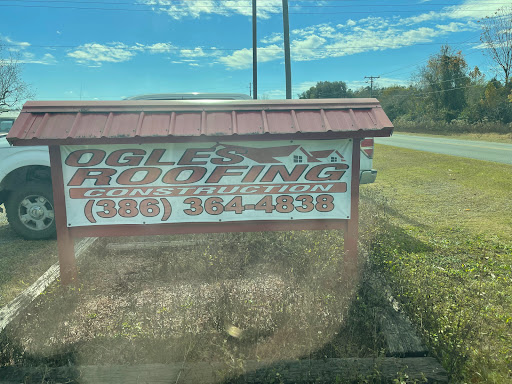 OGLES
ROOFING
CONSTRUCTION
(386) 364-4838